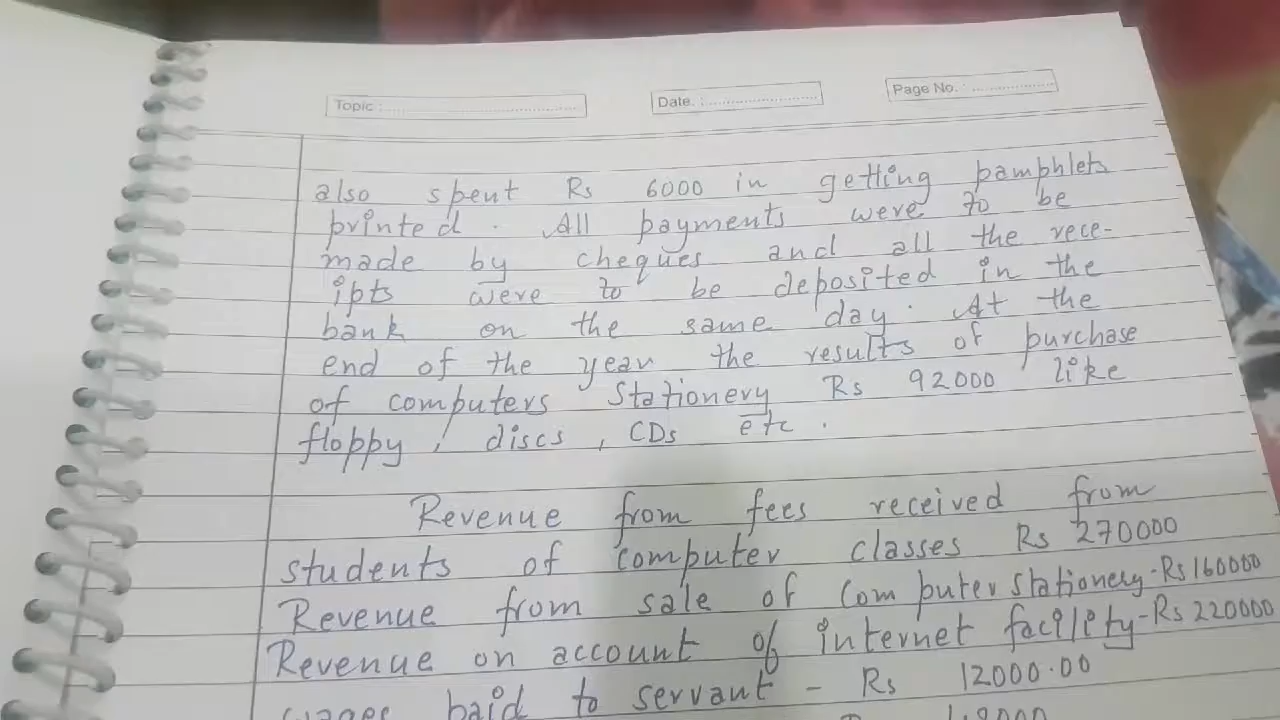 Topic :
Date. :
Page No. :
also spent Rs 6000 in getting pamphlets
printed. All payments were to be
made by cheques and all the rece-
ipts were to be deposited in the
bank on the same day. At the
end of the year the results of purchase
of computers Stationery Rs 92000 like
floppy, discs, CDs etc.
Revenue from fees received from
students of computer classes Rs 270000
Revenue from sale of Computer stationery-Rs 160000
Revenue on account of internet facility-Rs 220000
wages paid to servant - Rs 12000.00